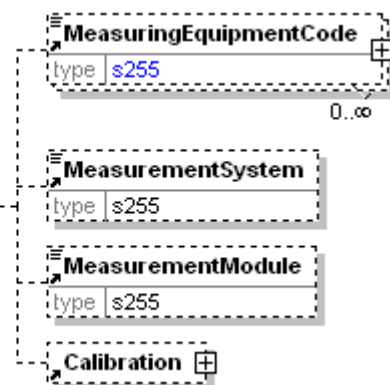 MeasuringEquipmentCode
type s255
0..∞
MeasurementSystem
type s255
MeasurementModule
type s255
Calibration